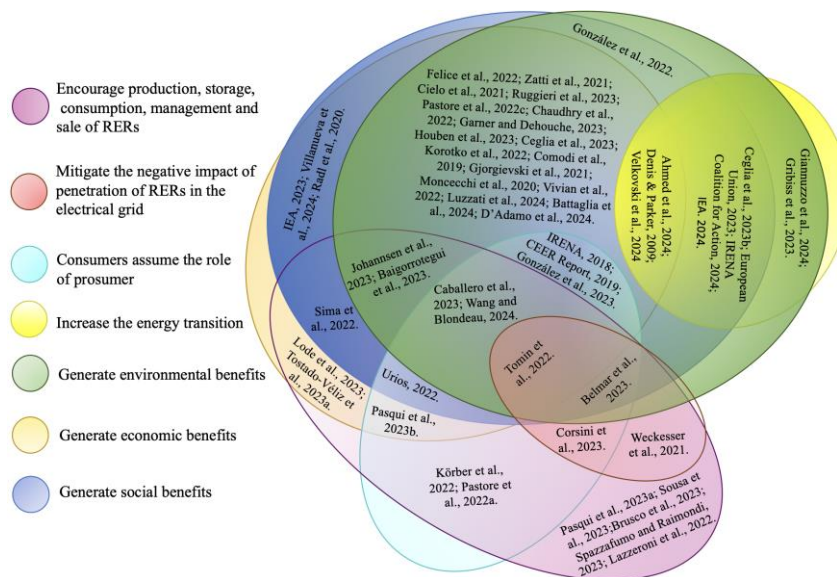 Encourage production, storage,
consumption, management and
sale of RERs
Mitigate the negative impact of
penetration of RERs in the
electrical grid
Consumers assume the
role of prosumer
Increase the energy transition
Generate environmental benefits
Generate economic benefits
Generate social benefits
González et al., 2022.
Felice et al., 2022; Zatti et al., 2021;
Cielo et al., 2021; Ruggieri et al., 2023;
Pastore et al., 2022c; Chaudhry et al.,
2022; Garner and Dehouche, 2023;
Houben et al., 2023; Ceglia et al., 2023;
Korotko et al., 2022; Comodi et al.,
2019; Gjorgievski et al., 2021;
Moncecchi et al., 2020; Vivian et al.,
2022; Luzzati et al., 2024; Battaglia et
al., 2024; D’Adamo et al., 2024.
IEA, 2023; Villanueva et
al., 2024; Radl et al., 2020.
Ahmed et al., 2024;
Denis & Parker, 2009;
Velkovski et al., 2024
Ceglia et al., 2023b; European
Union, 2023; IRENA
Coalition for Action, 2024;
IEA. 2024.
Giannuzzo et al., 2024;
Gribiss et al., 2023.
Johannsen et al.,
2023; Baigorrotegui
et al., 2023.
IRENA, 2018;
CEER Report, 2019;
González et al., 2023.
Caballero et al.,
2023; Wang and
Blondeau, 2024.
Sima et
al., 2022.
Lode et al., 2023;
Tostado-Véliz et
al., 2023a.
Urios, 2022.
Tomin et
al., 2022.
Belmar et al.,
2023.
Pasqui et al.,
2023b.
Corsini et
al., 2023.
Weckesser
et al., 2021.
Körber et al.,
2022; Pastore et
al., 2022a.
Pasqui et al., 2023a; Sousa et
al., 2023;Brusco et al., 2023;
Spazzafumo and Raimondi,
2023; Lazzeroni et al., 2022.